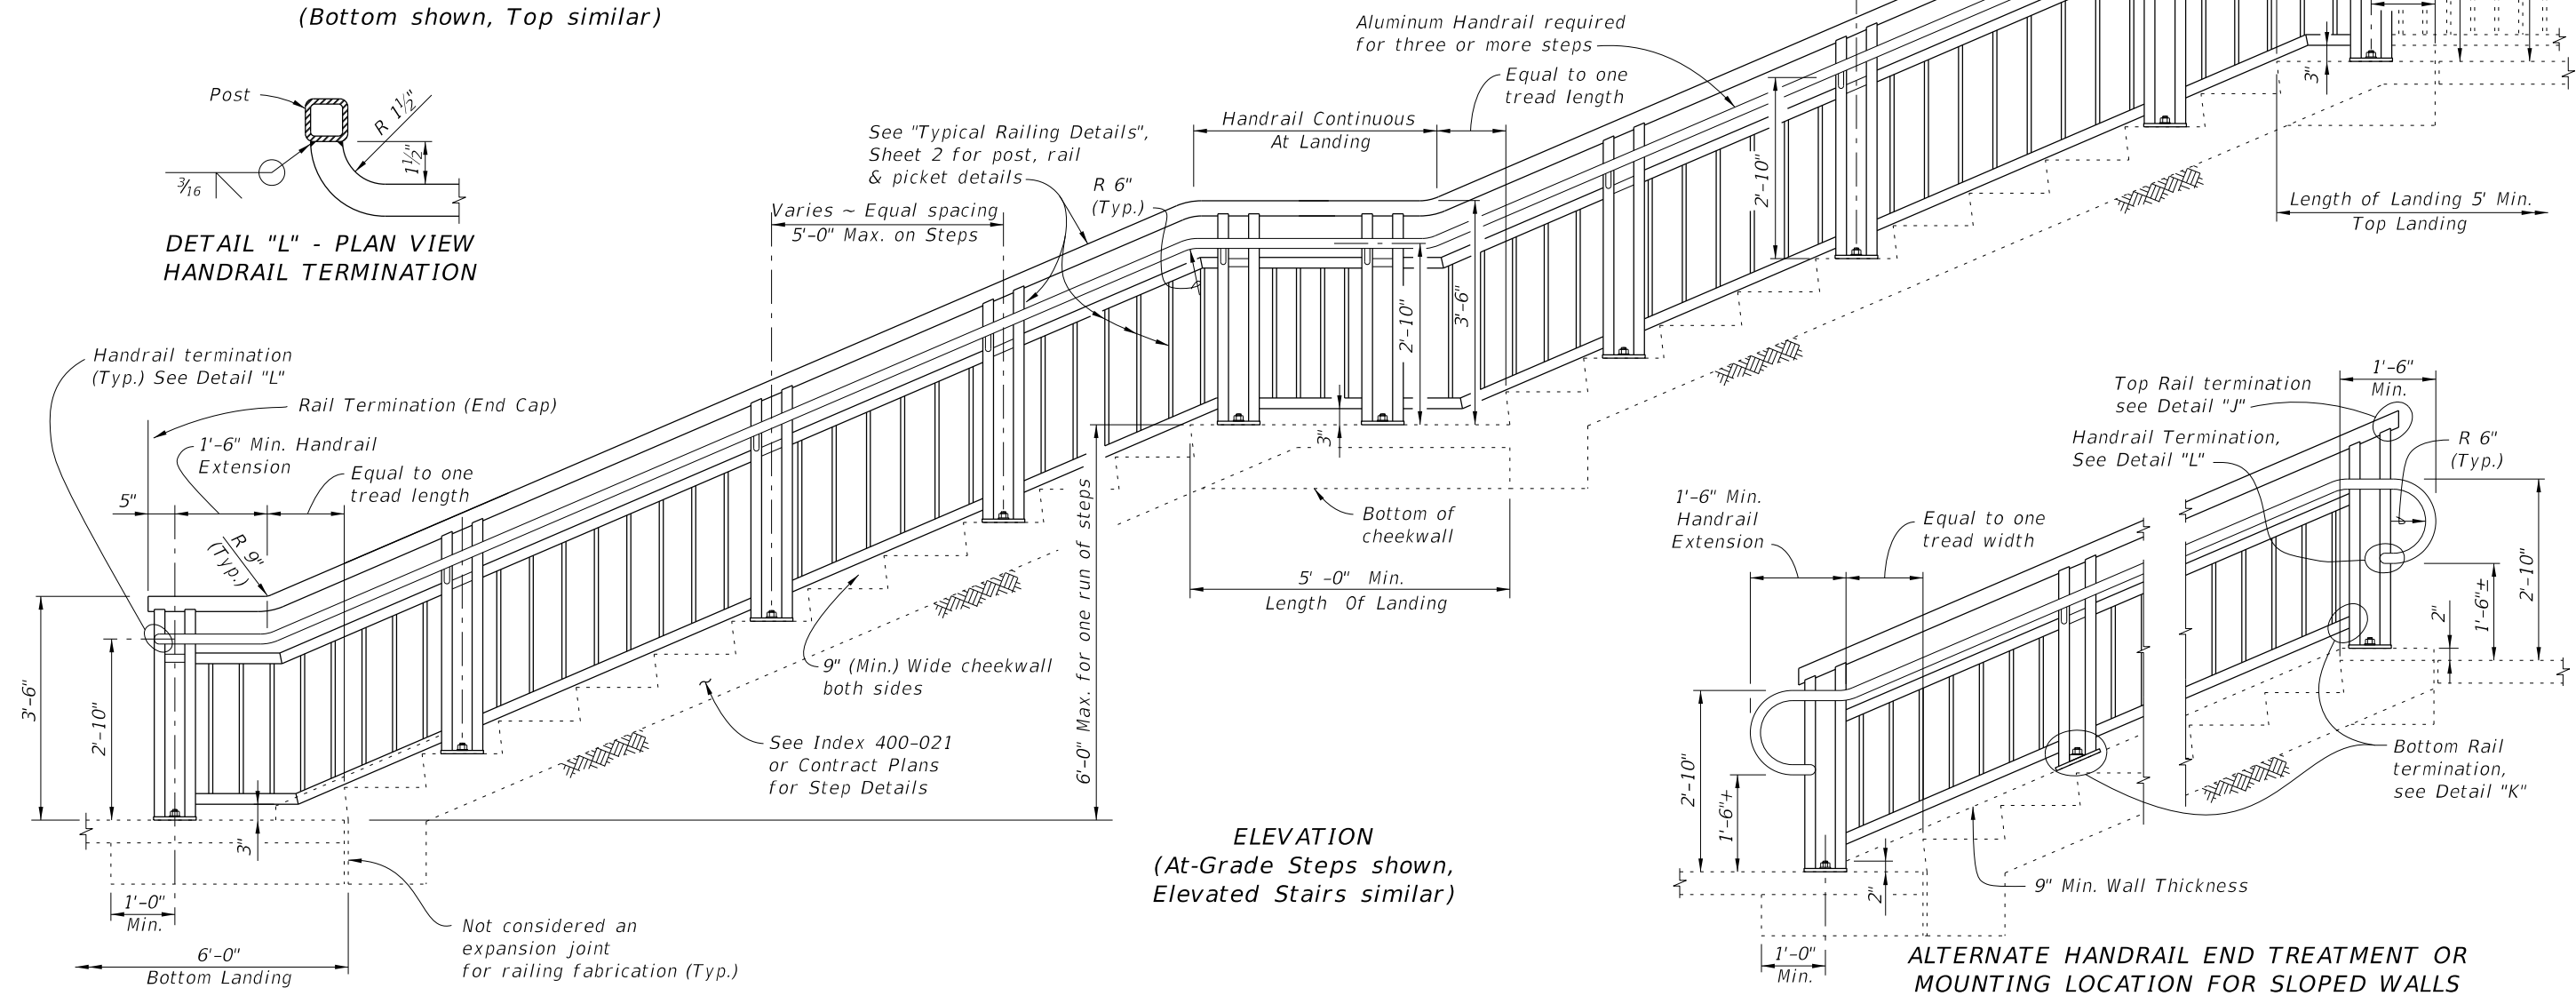 (Bottom shown, Top similar)
Post
R 1½"
1½"
3/16
DETAIL "L" - PLAN VIEW
HANDRAIL TERMINATION
Aluminum Handrail required
for three or more steps
Equal to one
tread length
Handrail Continuous
At Landing
See "Typical Railing Details",
Sheet 2 for post, rail
& picket details
R 6"
(Typ.)
Varies ~ Equal spacing
5'-0" Max. on Steps
2'-10"
3"
Length of Landing 5' Min.
Top Landing
2'-10"
3'-6"
3"
Handrail termination
(Typ.) See Detail "L"
Rail Termination (End Cap)
1'-6" Min. Handrail
Extension
Equal to one
tread length
5"
R 9"
(Typ.)
3'-6"
2'-10"
3"
1'-0"
Min.
6'-0"
Bottom Landing
Not considered an
expansion joint
for railing fabrication (Typ.)
9" (Min.) Wide cheekwall
both sides
See Index 400-021
or Contract Plans
for Step Details
6'-0" Max. for one run of steps
Bottom of
cheekwall
5' -0" Min.
Length Of Landing
ELEVATION
(At-Grade Steps shown,
Elevated Stairs similar)
1'-6"
Min.
Top Rail termination
see Detail "J"
Handrail Termination,
See Detail "L"
R 6"
(Typ.)
1'-6" Min.
Handrail
Extension
Equal to one
tread width
2'-10"
1'-6"±
2"
2'-10"
1'-6"+
2"
Bottom Rail
termination,
see Detail "K"
9" Min. Wall Thickness
1'-0"
Min.
ALTERNATE HANDRAIL END TREATMENT OR
MOUNTING LOCATION FOR SLOPED WALLS